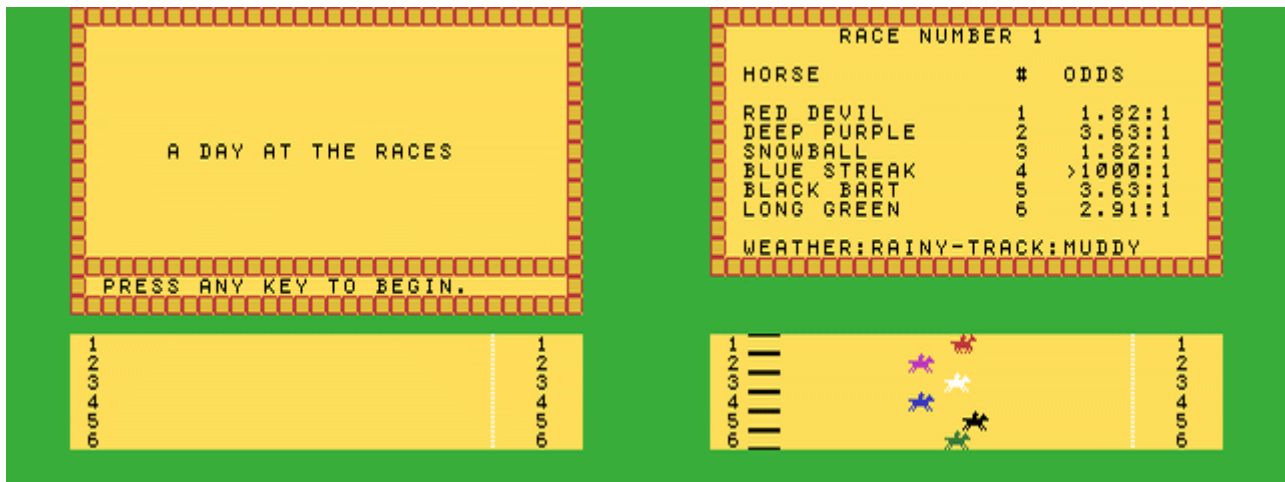 A DAY AT THE RACES
PRESS ANY KEY TO BEGIN.
1 1
2 2
3 3
4 4
5 5
6 6
RACE NUMBER 1
HORSE # ODDS
RED DEVIL 1 1.82:1
DEEP PURPLE 2 3.63:1
SNOWBALL 3 1.82:1
BLUE STREAK 4 >1000:1
BLACK BART 5 3.63:1
LONG GREEN 6 2.91:1
WEATHER:RAINY-TRACK:MUDDY
1 1
2 2
3 3
4 4
5 5
6 6